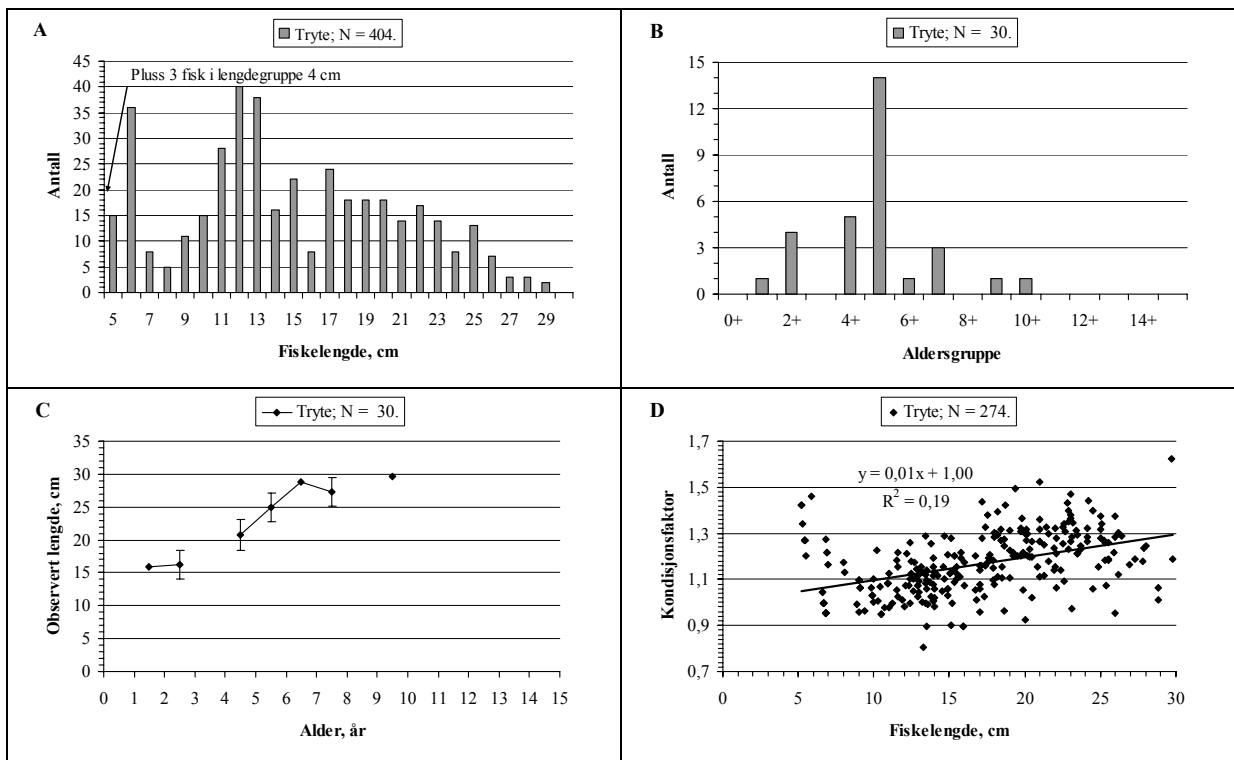 A
Tryte; N = 404.
Pluss 3 fisk i lengdegruppe 4 cm
Antall
45
40
35
30
25
20
15
10
5
0
5 7 9 11 13 15 17 19 21 23 25 27 29
Fiskelengde, cm
B
Tryte; N = 30.
Antall
15
12
9
6
3
0
0+ 2+ 4+ 6+ 8+ 10+ 12+ 14+
Aldersgruppe
C
Tryte; N = 30.
Observert lengde, cm
35
30
25
20
15
10
5
0
0 1 2 3 4 5 6 7 8 9 10 11 12 13 14 15
Alder, år
D
Tryte; N = 274.
y = 0,01x + 1,00
R² = 0,19
Kondisjonsfaktor
1,7
1,5
1,3
1,1
0,9
0,7
0 5 10 15 20 25 30
Fiskelengde, cm